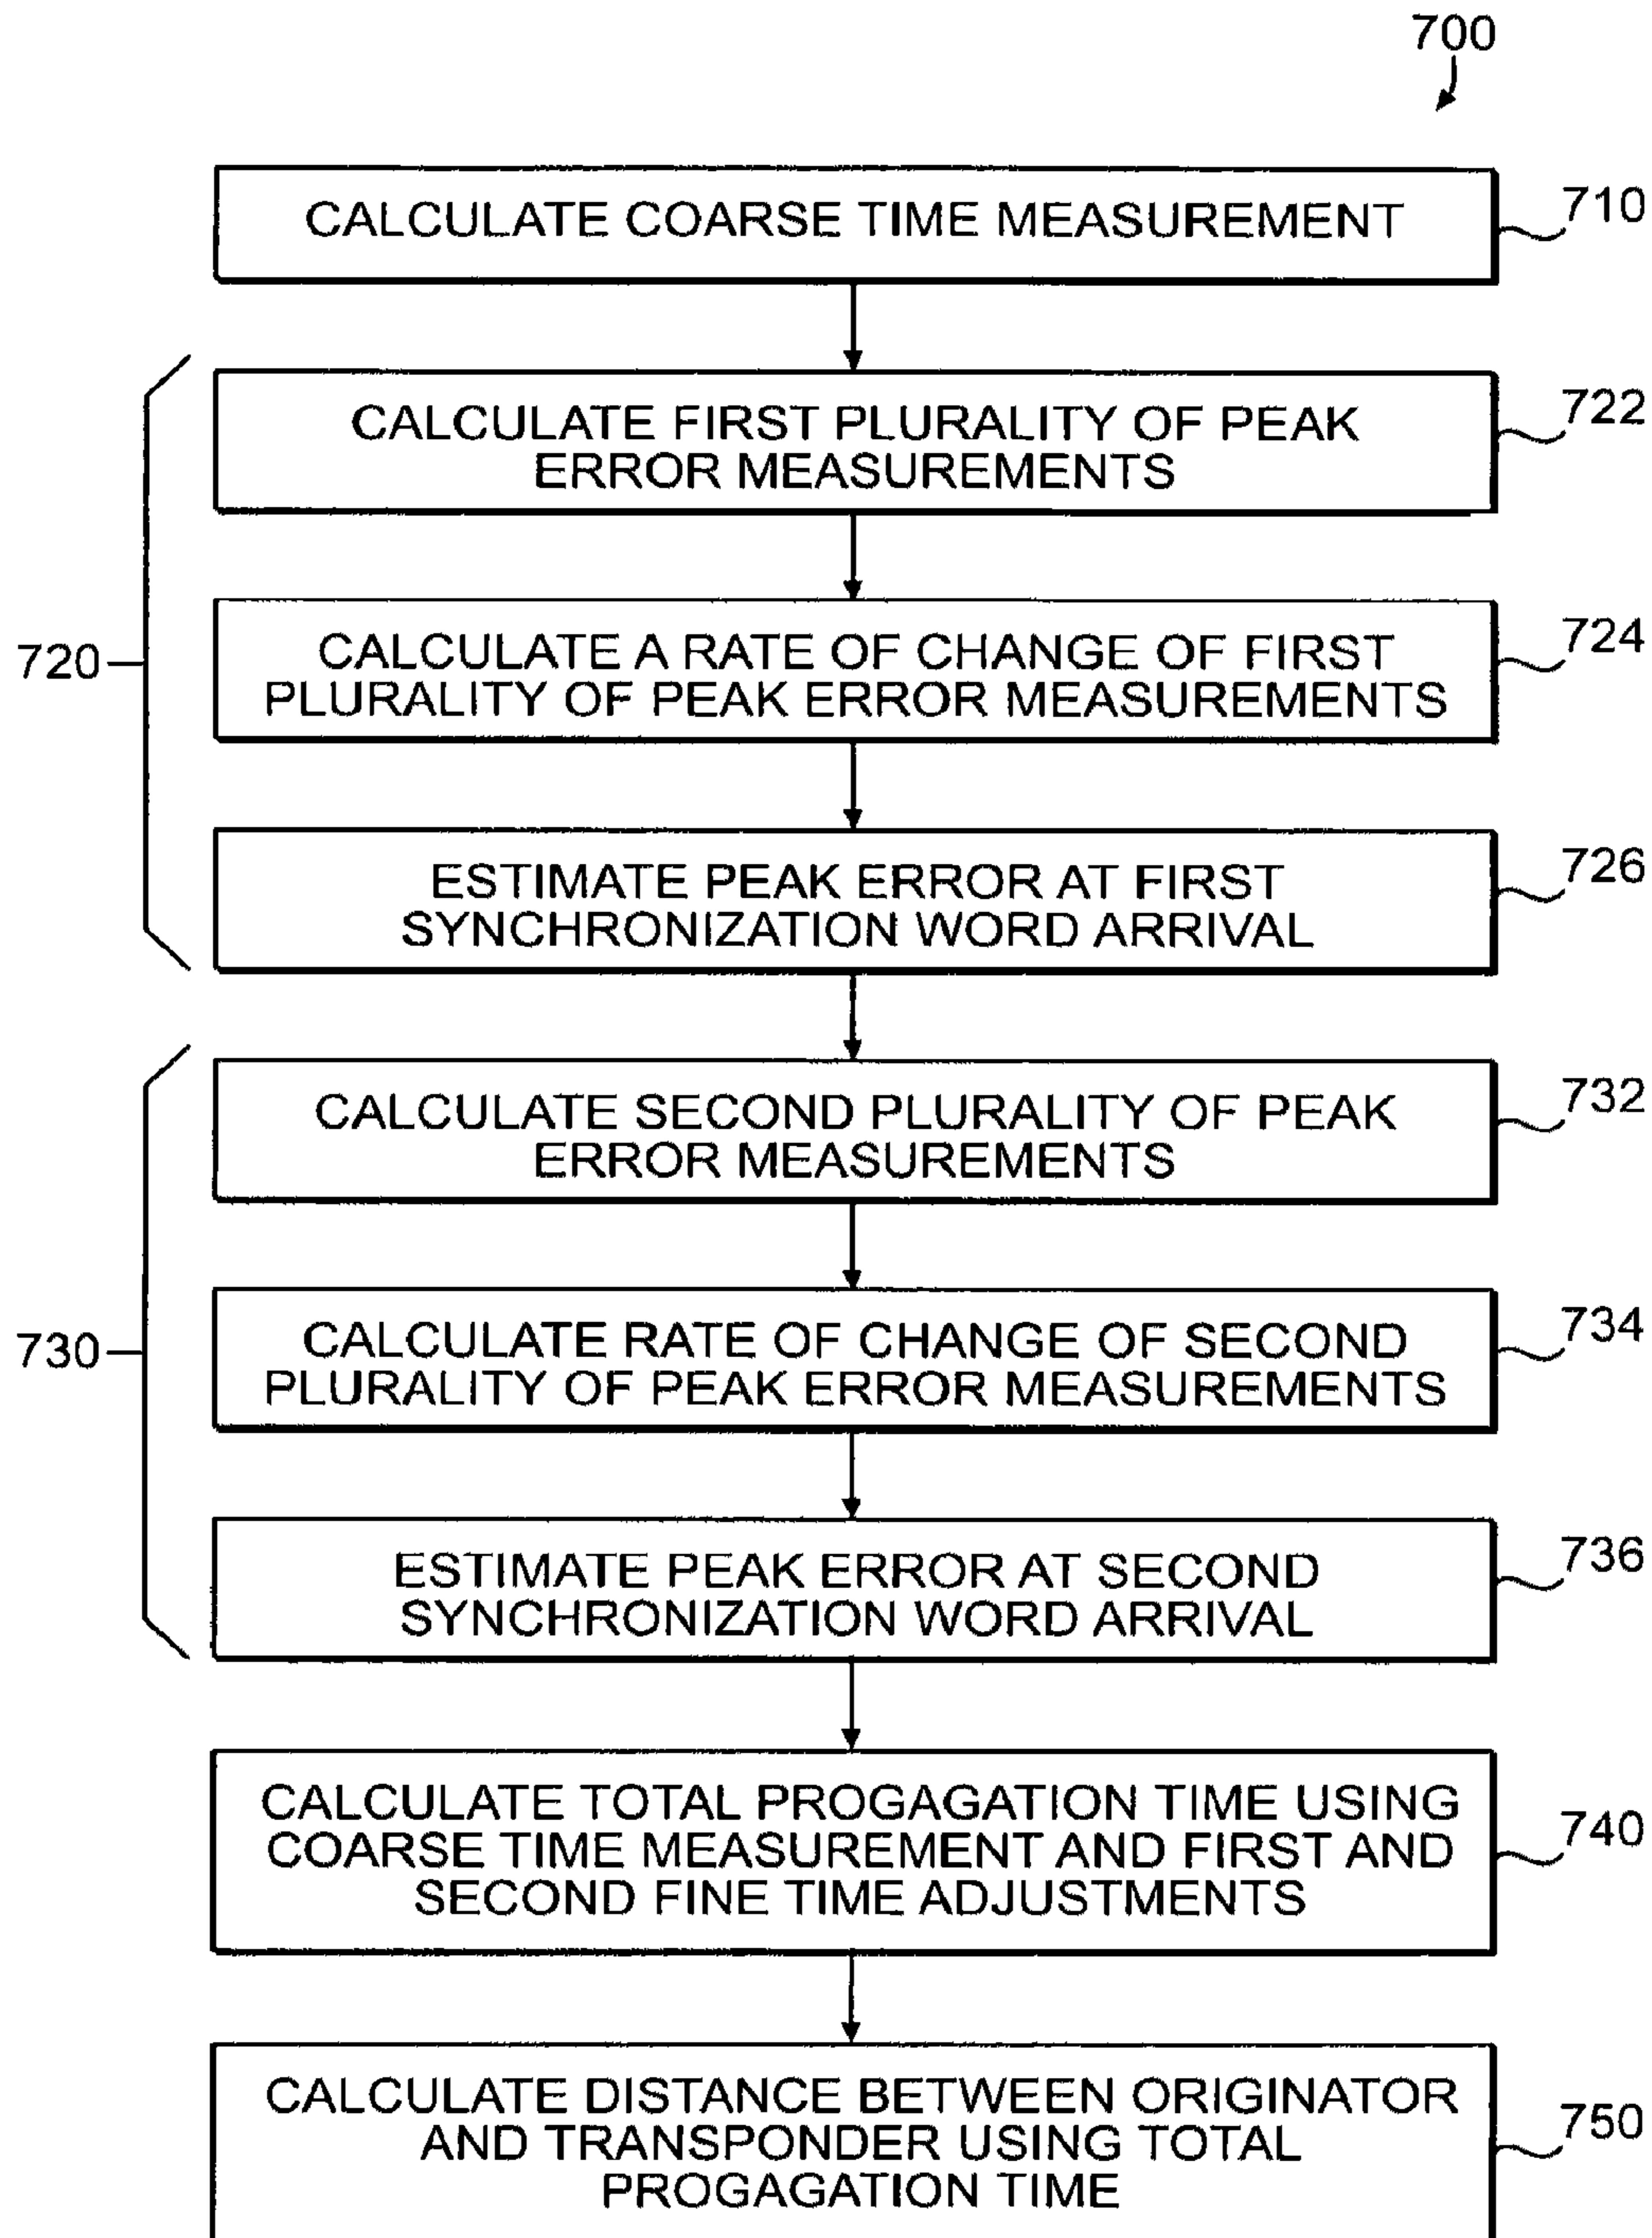 700
CALCULATE COARSE TIME MEASUREMENT
710
CALCULATE FIRST PLURALITY OF PEAK
ERROR MEASUREMENTS
722
720
CALCULATE A RATE OF CHANGE OF FIRST
PLURALITY OF PEAK ERROR MEASUREMENTS
724
ESTIMATE PEAK ERROR AT FIRST
SYNCHRONIZATION WORD ARRIVAL
726
CALCULATE SECOND PLURALITY OF PEAK
ERROR MEASUREMENTS
732
730
CALCULATE RATE OF CHANGE OF SECOND
PLURALITY OF PEAK ERROR MEASUREMENTS
734
ESTIMATE PEAK ERROR AT SECOND
SYNCHRONIZATION WORD ARRIVAL
736
CALCULATE TOTAL PROGAGATION TIME USING
COARSE TIME MEASUREMENT AND FIRST AND
SECOND FINE TIME ADJUSTMENTS
740
CALCULATE DISTANCE BETWEEN ORIGINATOR
AND TRANSPONDER USING TOTAL
PROGAGATION TIME
750